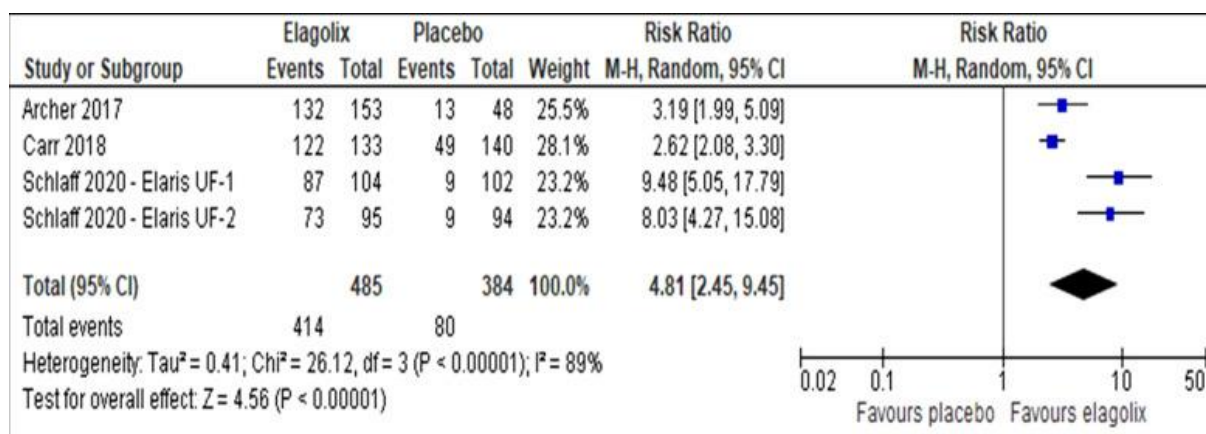 Elagolix Placebo Risk Ratio Risk Ratio
Study or Subgroup Events Total Events Total Weight M-H, Random, 95% CI M-H, Random, 95% CI
Archer 2017 132 153 13 48 25.5% 3.19 [1.99, 5.09]
Carr 2018 122 133 49 140 28.1% 2.62 [2.08, 3.30]
Schlaff 2020 - Elaris UF-1 87 104 9 102 23.2% 9.48 [5.05, 17.79]
Schlaff 2020 - Elaris UF-2 73 95 9 94 23.2% 8.03 [4.27, 15.08]
Total (95% CI) 485 384 100.0% 4.81 [2.45, 9.45]
Total events 414 80
Heterogeneity: Tau² = 0.41; Chi² = 26.12, df = 3 (P < 0.00001); I² = 89%
Test for overall effect: Z = 4.56 (P < 0.00001)
0.02 0.1 1 10 50
Favours placebo Favours elagolix